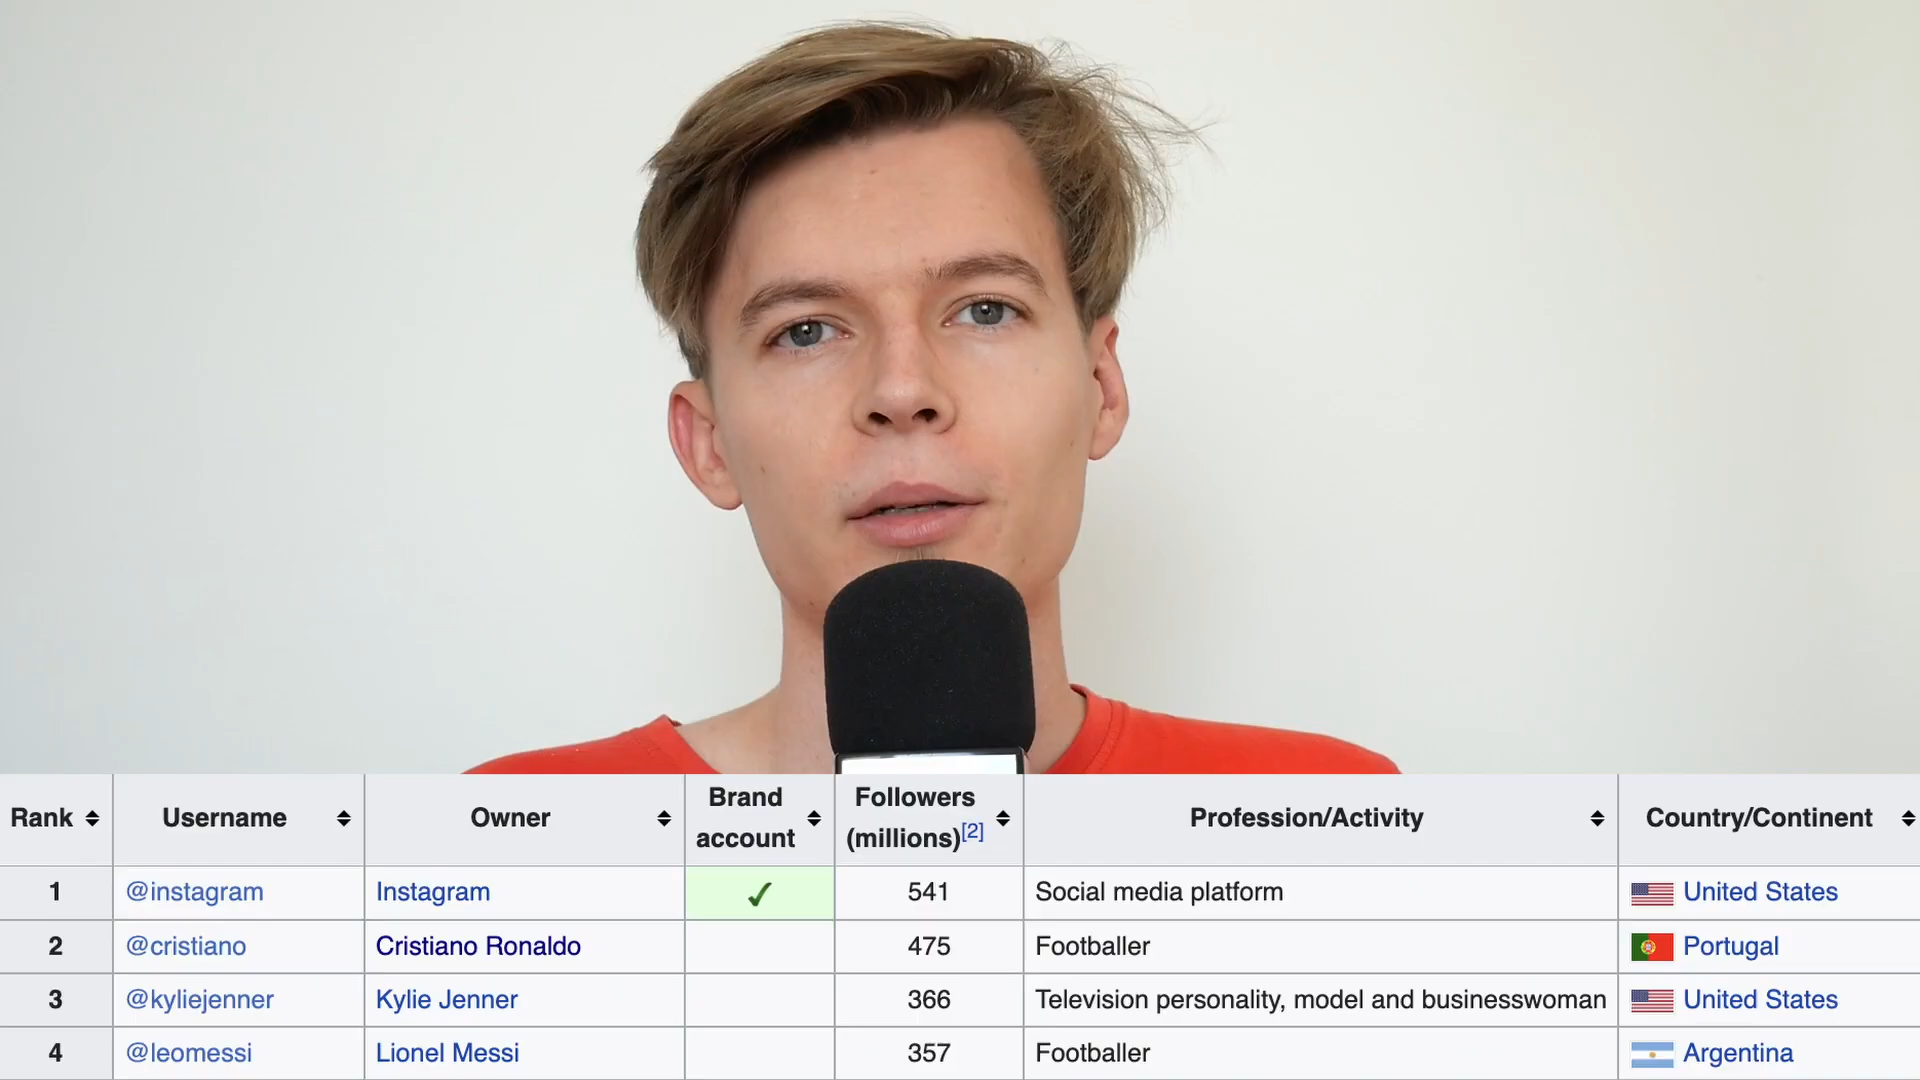 Rank Username Owner Brand account Followers (millions)[2] Profession/Activity Country/Continent
1 @instagram Instagram ✓ 541 Social media platform United States
2 @cristiano Cristiano Ronaldo 475 Footballer Portugal
3 @kyliejenner Kylie Jenner 366 Television personality, model and businesswoman United States
4 @leomessi Lionel Messi 357 Footballer Argentina